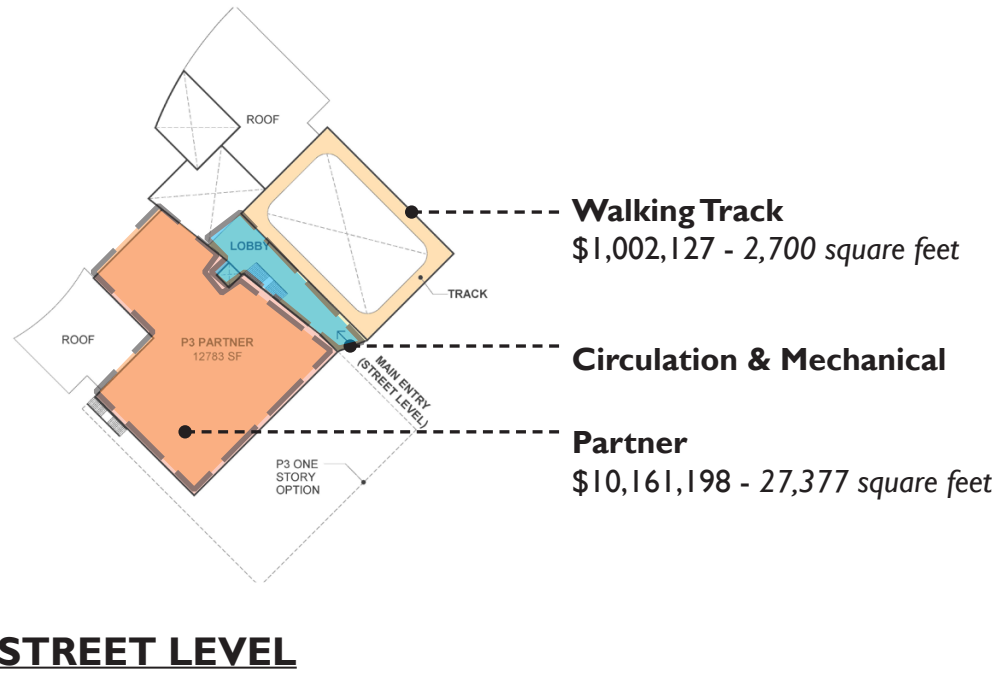 ROOF
Walking Track
$1,002,127 - 2,700 square feet
LOBBY
TRACK
ROOF
P3 PARTNER
12783 SF
MAIN ENTRY
(STREET LEVEL)
Circulation & Mechanical
Partner
$10,161,198 - 27,377 square feet
P3 ONE
STORY
OPTION
STREET LEVEL